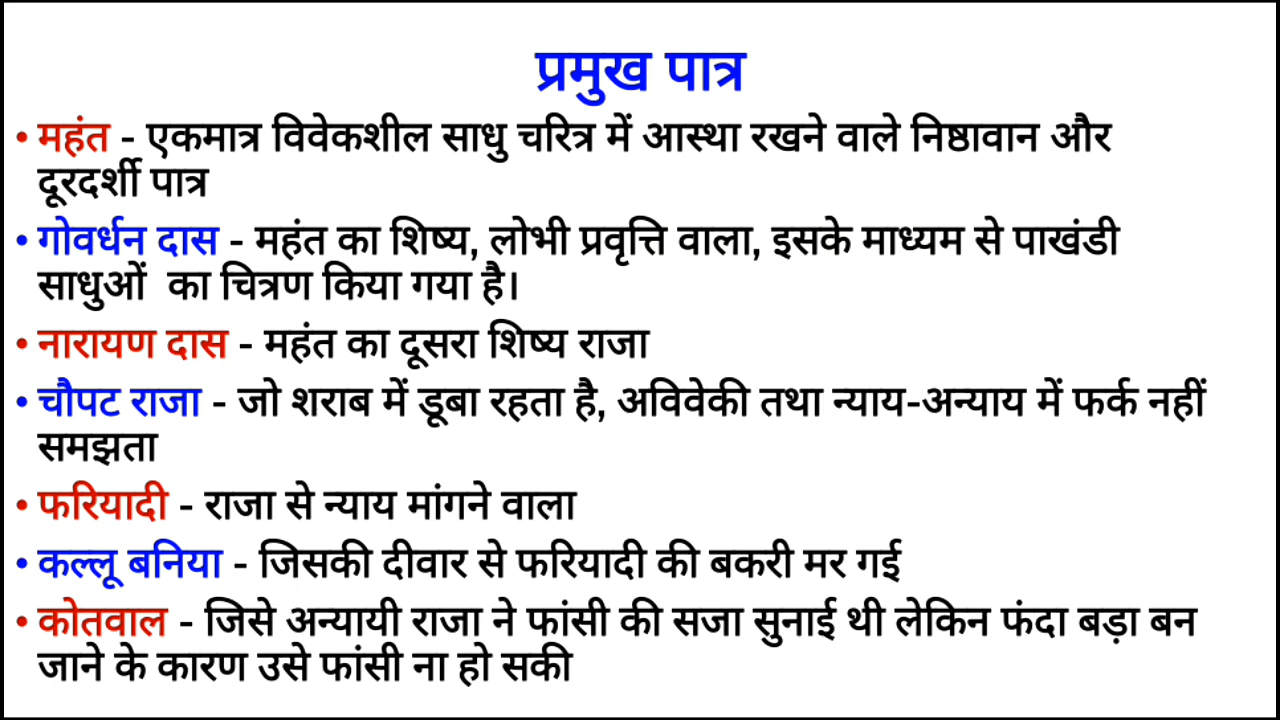 प्रमुख पात्र
• महंत - एकमात्र विवेकशील साधु चरित्र में आस्था रखने वाले निष्ठावान और
दूरदर्शी पात्र
• गोवर्धन दास - महंत का शिष्य, लोभी प्रवृत्ति वाला, इसके माध्यम से पाखंडी
साधुओं का चित्रण किया गया है।
• नारायण दास - महंत का दूसरा शिष्य राजा
• चौपट राजा - जो शराब में डूबा रहता है, अविवेकी तथा न्याय-अन्याय में फर्क नहीं
समझता
• फरियादी - राजा से न्याय मांगने वाला
• कल्लू बनिया - जिसकी दीवार से फरियादी की बकरी मर गई
• कोतवाल - जिसे अन्यायी राजा ने फांसी की सजा सुनाई थी लेकिन फंदा बड़ा बन
जाने के कारण उसे फांसी ना हो सकी